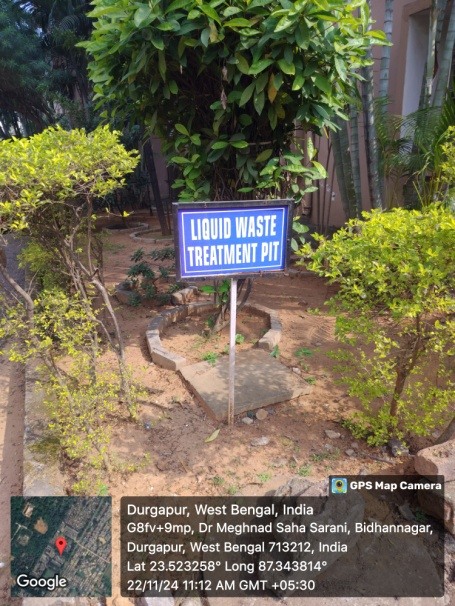 LIQUID WASTE
TREATMENT PIT
GPS Map Camera
Durgapur, West Bengal, India
G8fv+9mp, Dr Meghnad Saha Sarani, Bidhannagar,
Durgapur, West Bengal 713212, India
Lat 23.523258° Long 87.343814°
22/11/24 11:12 AM GMT +05:30
Google